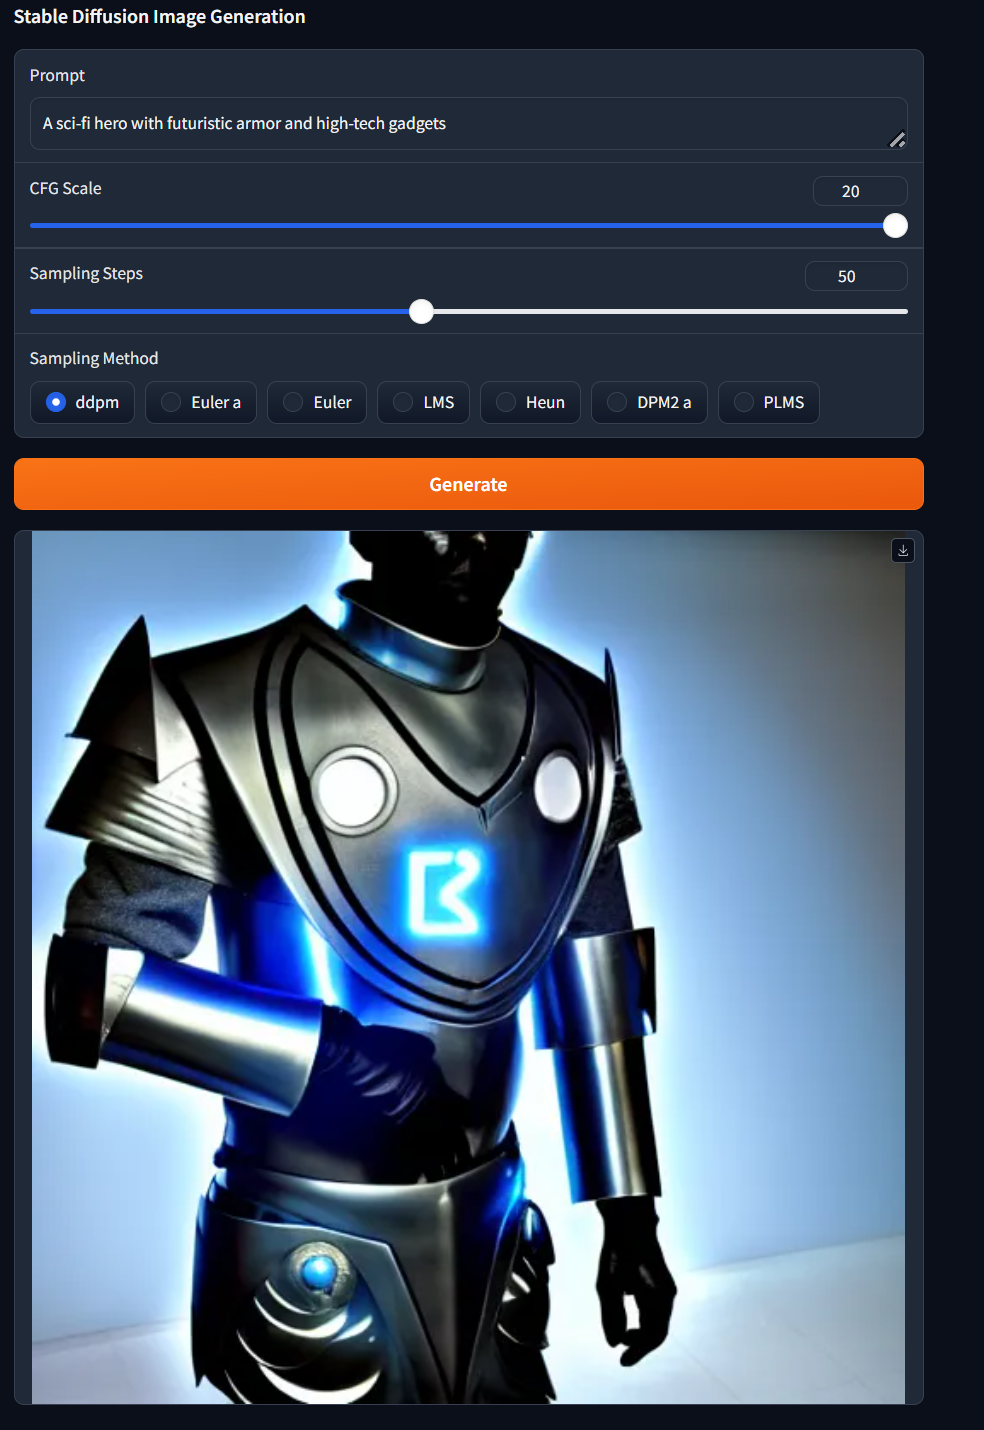 Stable Diffusion Image Generation
Prompt
A sci-fi hero with futuristic armor and high-tech gadgets
CFG Scale
20
Sampling Steps
50
Sampling Method
ddpm Euler a Euler LMS Heun DPM2 a PLMS
Generate